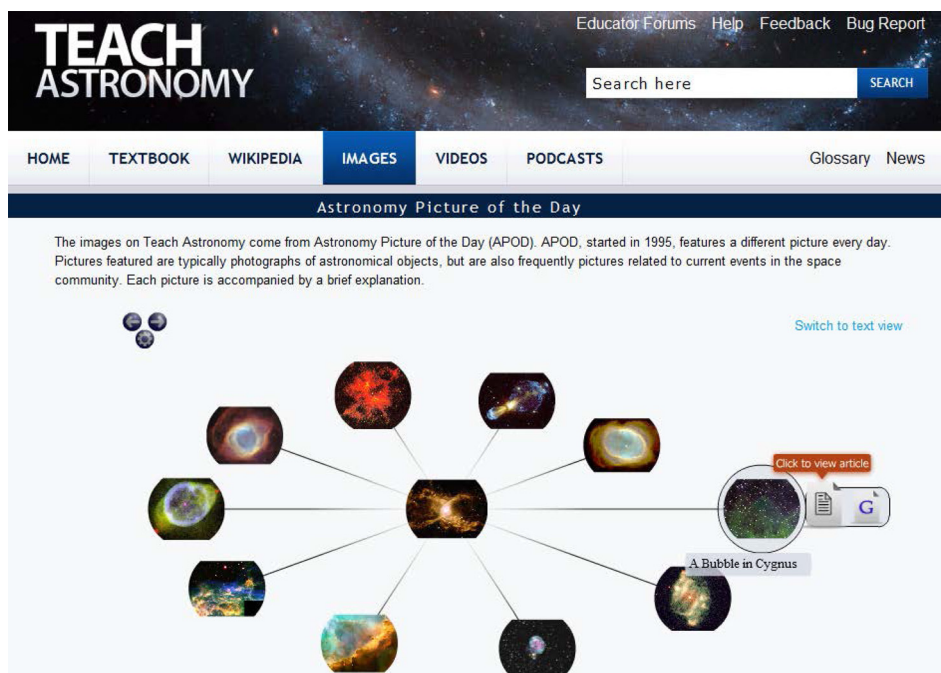 Educator Forums Help Feedback Bug Report
TEACH
ASTRONOMY
Search here SEARCH
HOME TEXTBOOK WIKIPEDIA IMAGES VIDEOS PODCASTS Glossary News
Astronomy Picture of the Day
The images on Teach Astronomy come from Astronomy Picture of the Day (APOD). APOD, started in 1995, features a different picture every day.
Pictures featured are typically photographs of astronomical objects, but are also frequently pictures related to current events in the space
community. Each picture is accompanied by a brief explanation.
Switch to text view
Click to view article
G
A Bubble in Cygnus